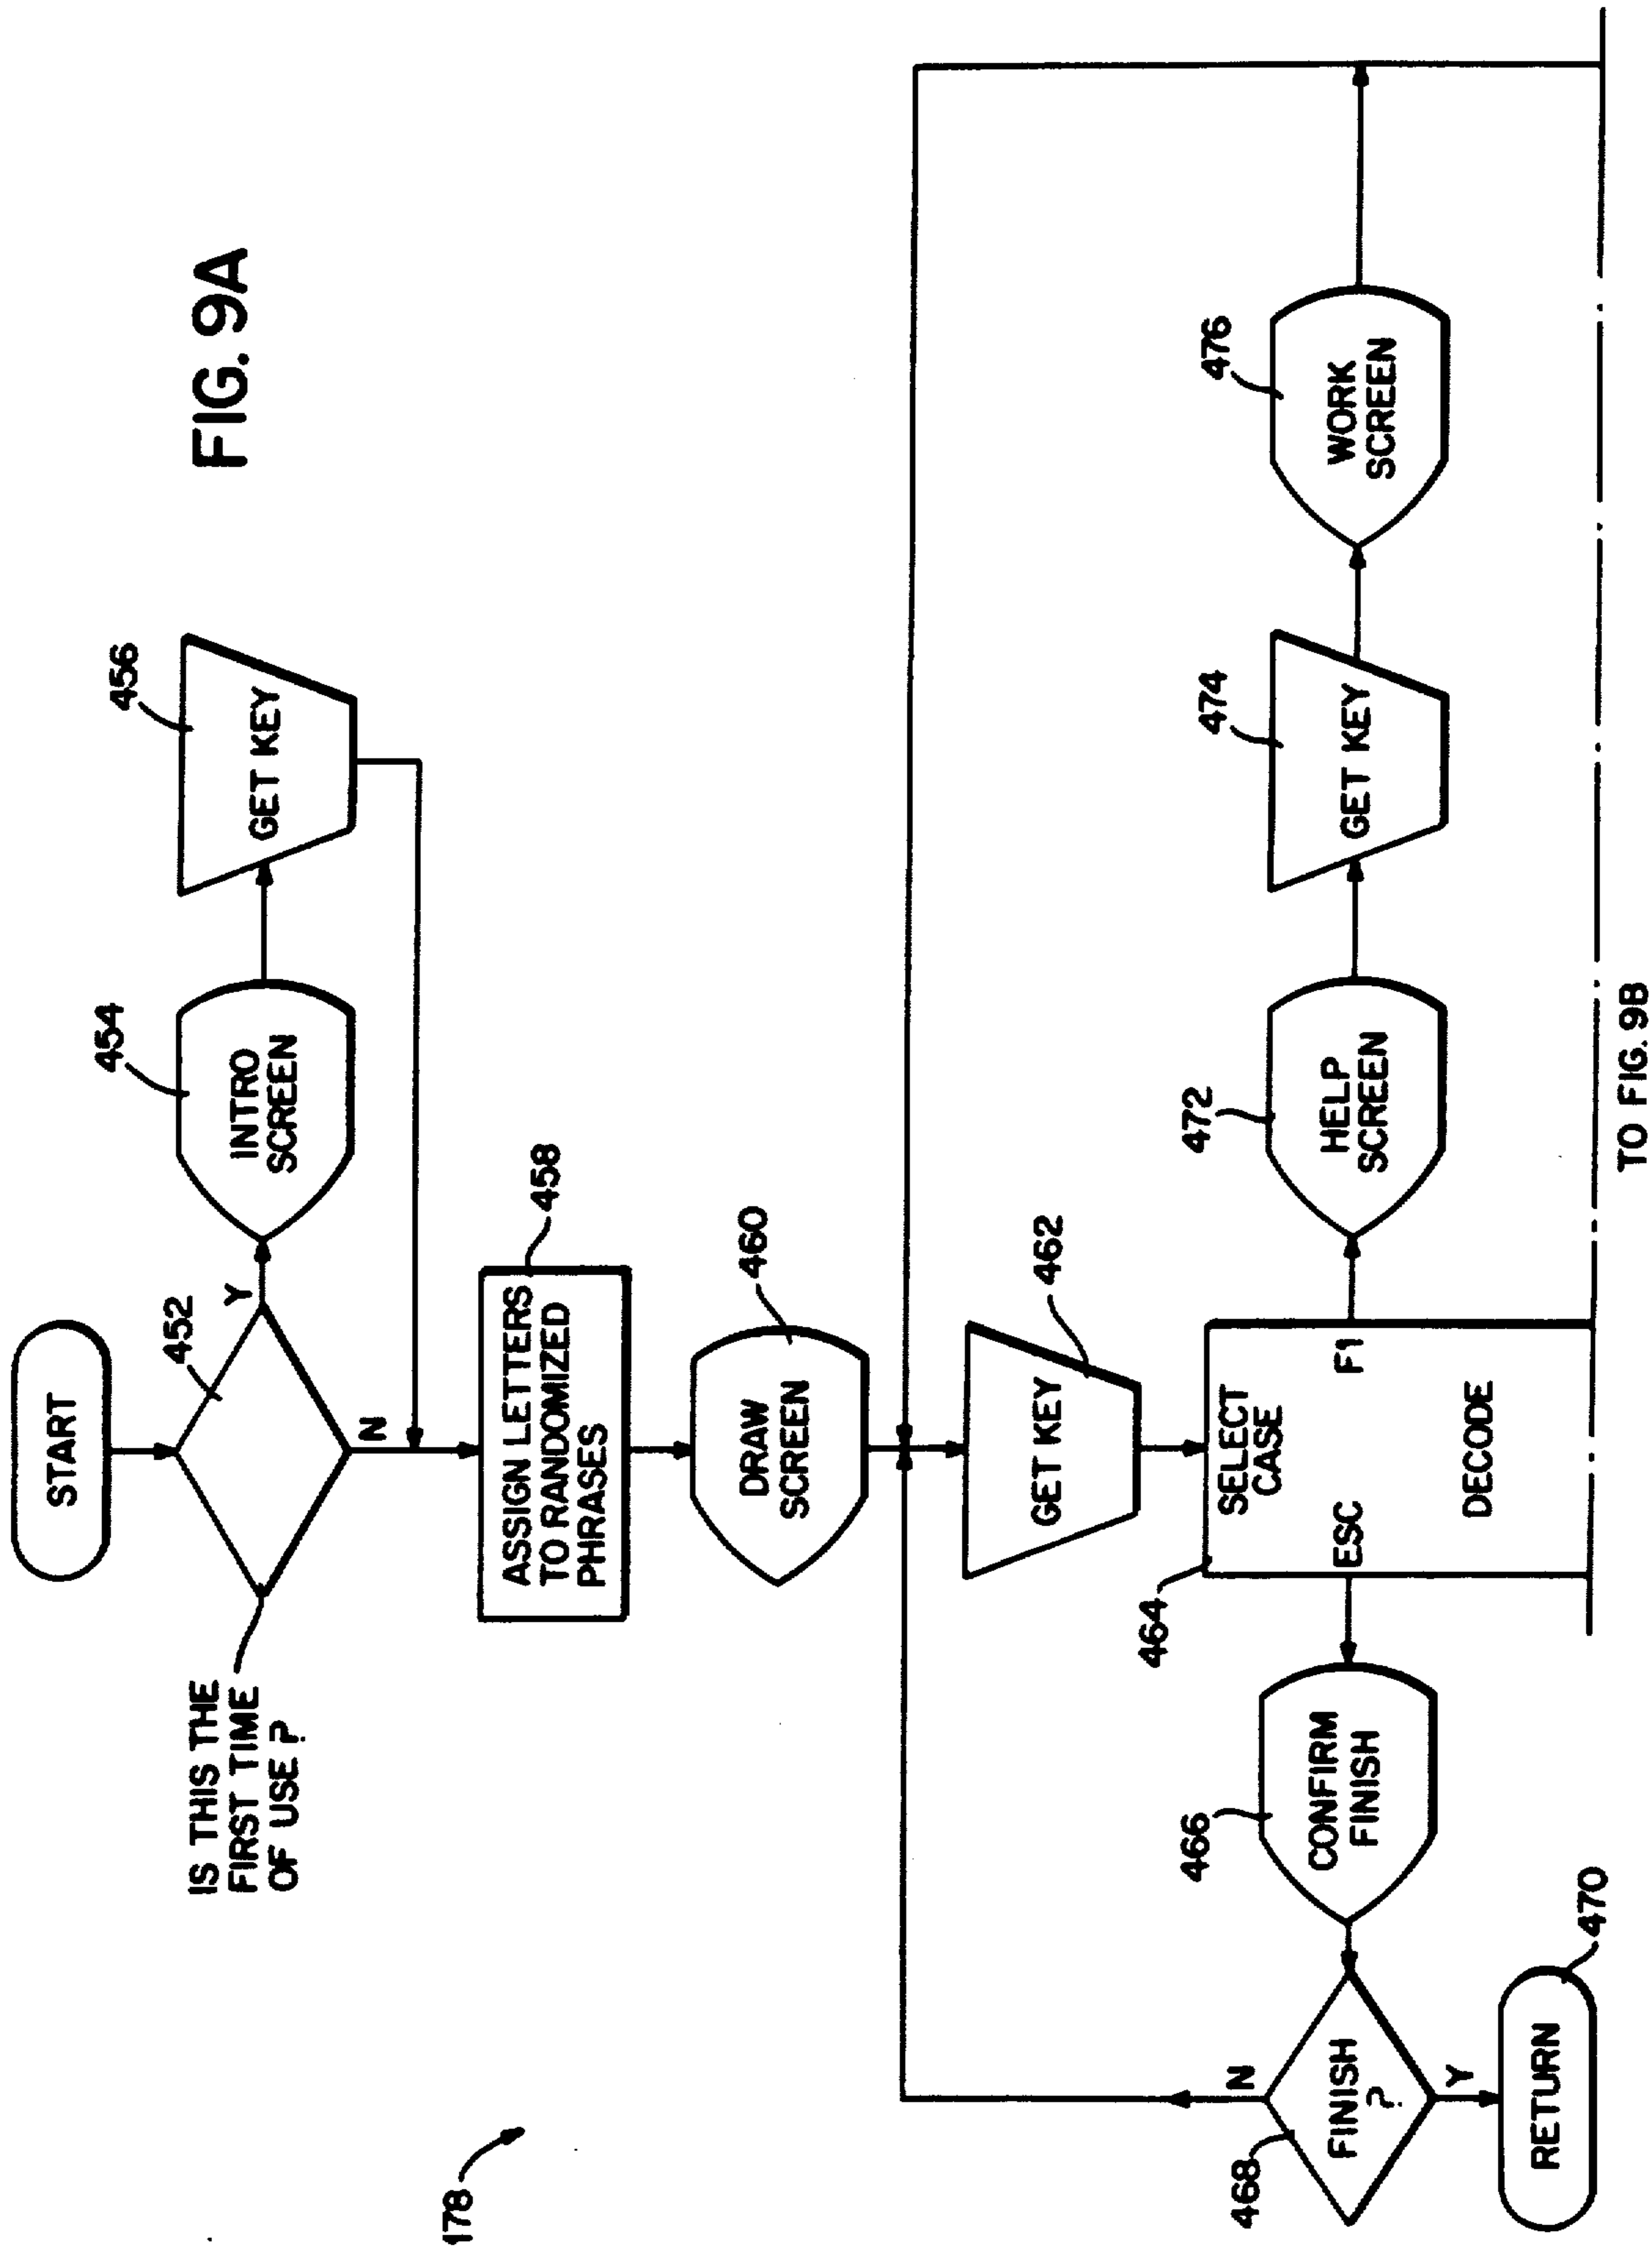 FIG. 9A
178
START
IS THIS THE
FIRST TIME
OF USE?
452
Y
N
454
INTRO
SCREEN
456
GET KEY
458
ASSIGN LETTERS
TO RANDOMIZED
PHRASES
460
DRAW
SCREEN
462
GET KEY
464
SELECT
CASE
ESC
F1
DECODE
466
CONFIRM
FINISH
468
FINISH
?
N
Y
470
RETURN
472
HELP
SCREEN
474
GET KEY
476
WORK
SCREEN
TO FIG. 9B